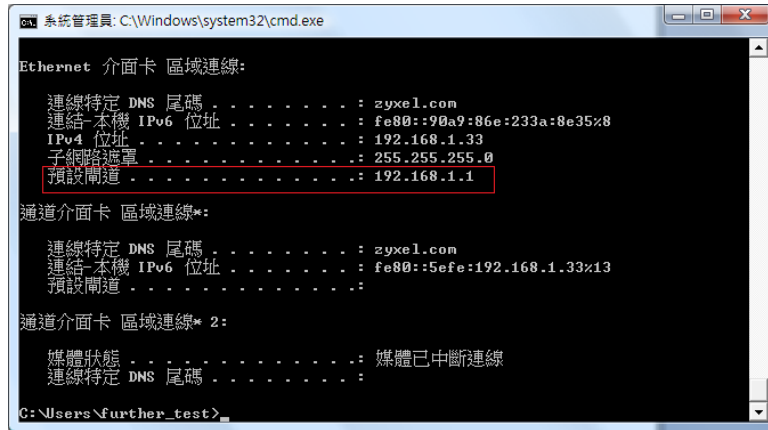 系統管理員: C:\Windows\system32\cmd.exe
Ethernet 介面卡 區域連線:
連線特定 DNS 尾碼 . . . . . . . . : zyxel.com
連結-本機 IPv6 位址 . . . . . . . : fe80::90a9:86e:233a:8e35%8
IPv4 位址 . . . . . . . . . . . . : 192.168.1.33
子網路遮罩 . . . . . . . . . . . .: 255.255.255.0
預設閘道 . . . . . . . . . . . . .: 192.168.1.1
通道介面卡 區域連線*:
連線特定 DNS 尾碼 . . . . . . . . : zyxel.com
連結-本機 IPv6 位址 . . . . . . . : fe80::5efe:192.168.1.33%13
預設閘道 . . . . . . . . . . . . .:
通道介面卡 區域連線* 2:
媒體狀態 . . . . . . . . . . . . .: 媒體已中斷連線
連線特定 DNS 尾碼 . . . . . . . . :
C:\Users\further_test>_